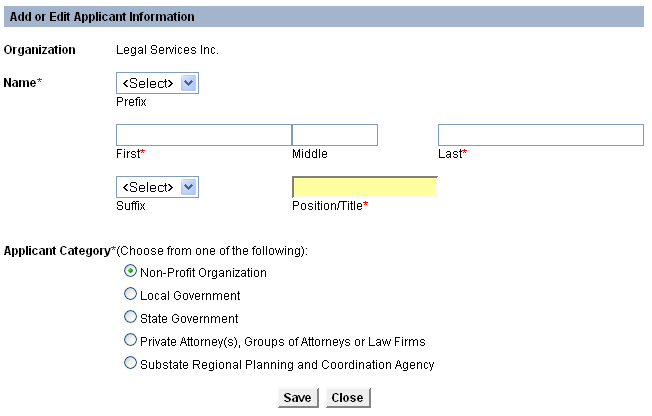 Add or Edit Applicant Information
Organization Legal Services Inc.
Name* <Select>
Prefix
First* Middle Last*
<Select>
Suffix Position/Title*
Applicant Category*(Choose from one of the following):
Non-Profit Organization
Local Government
State Government
Private Attorney(s), Groups of Attorneys or Law Firms
Substate Regional Planning and Coordination Agency
Save Close